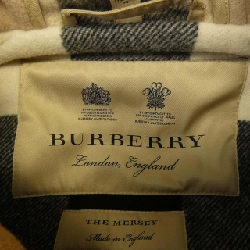 BURBERRY
London, England
THE MERSEY
Made in England